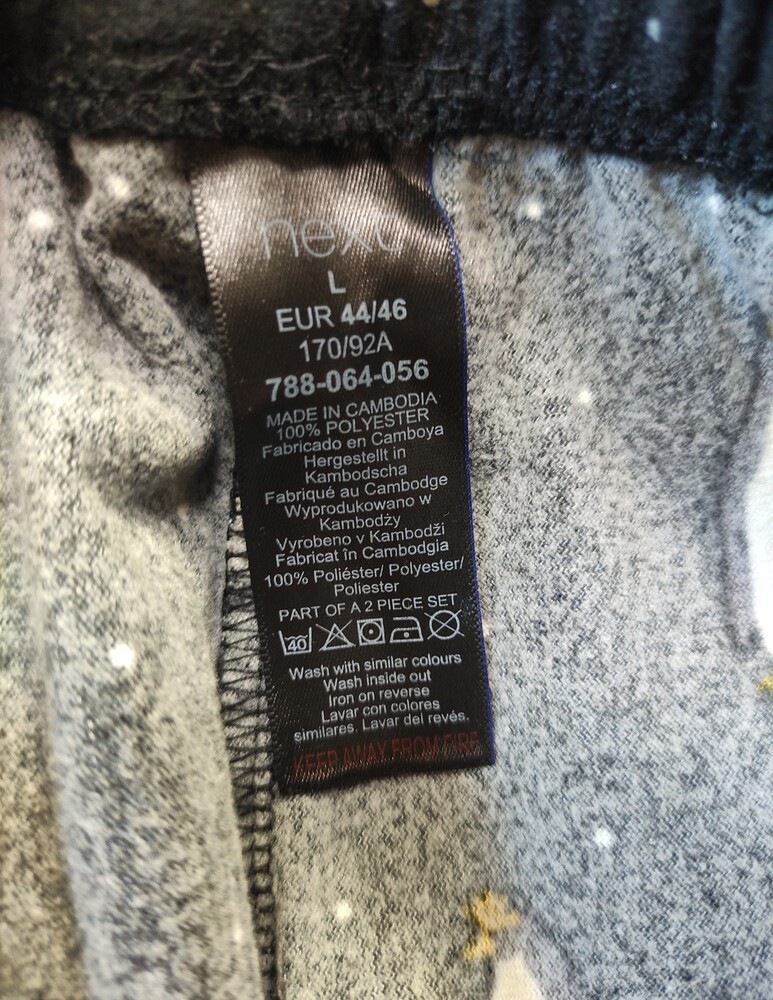 next
L
EUR 44/46
170/92A
788-064-056
MADE IN CAMBODIA
100% POLYESTER
Fabricado en Camboya
Hergestellt in
Kambodscha
Fabriqué au Cambodge
Wyprodukowano w
Kambodży
Vyrobeno v Kambodži
Fabricat în Cambodgia
100% Poliéster/ Polyester/
Poliester
PART OF A 2 PIECE SET
40
Wash with similar colours
Wash inside out
Iron on reverse
Lavar con colores
similares. Lavar del revés.
KEEP AWAY FROM FIRE